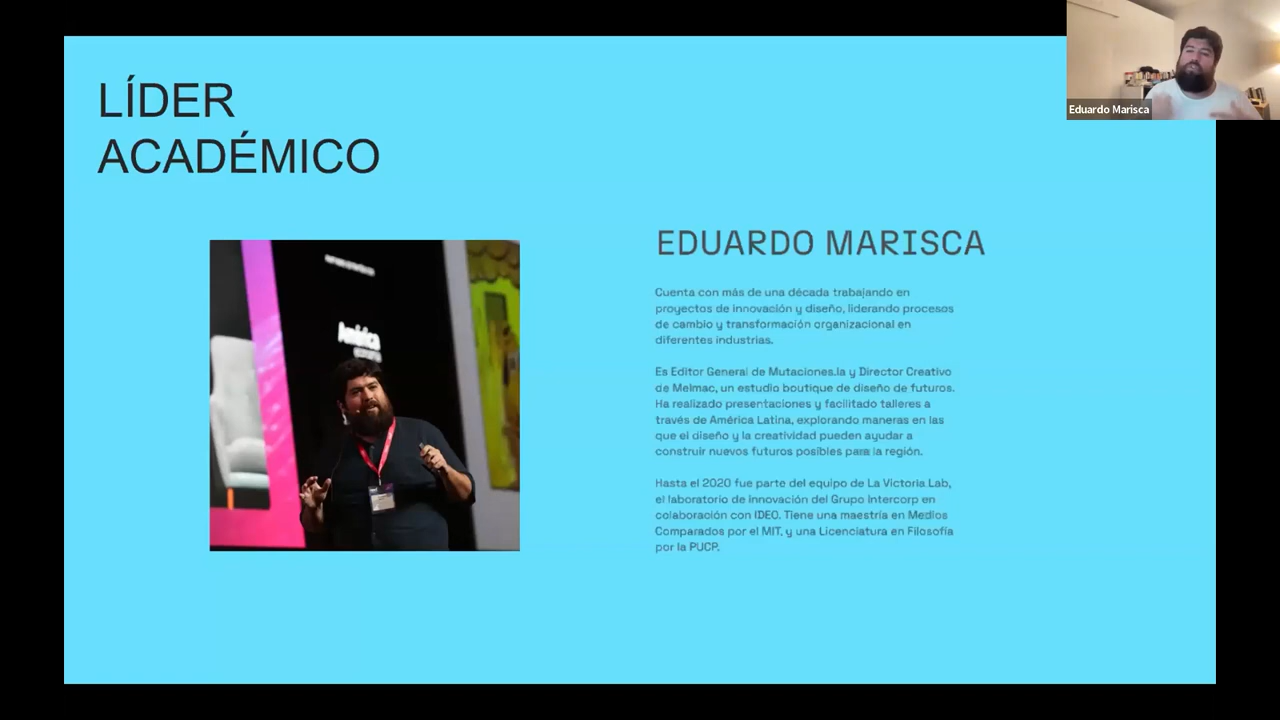 LÍDER
ACADÉMICO
Eduardo Marisca
América
EDUARDO MARISCA
Cuenta con más de una década trabajando en
proyectos de innovación y diseño, liderando procesos
de cambio y transformación organizacional en
diferentes industrias.
Es Editor General de Mutaciones.la y Director Creativo
de Melmac, un estudio boutique de diseño de futuros.
Ha realizado presentaciones y facilitado talleres a
través de América Latina, explorando maneras en las
que el diseño y la creatividad pueden ayudar a
construir nuevos futuros posibles para la región.
Hasta el 2020 fue parte del equipo de La Victoria Lab,
el laboratorio de innovación del Grupo Intercorp en
colaboración con IDEO. Tiene una maestría en Medios
Comparados por el MIT, y una Licenciatura en Filosofía
por la PUCP.